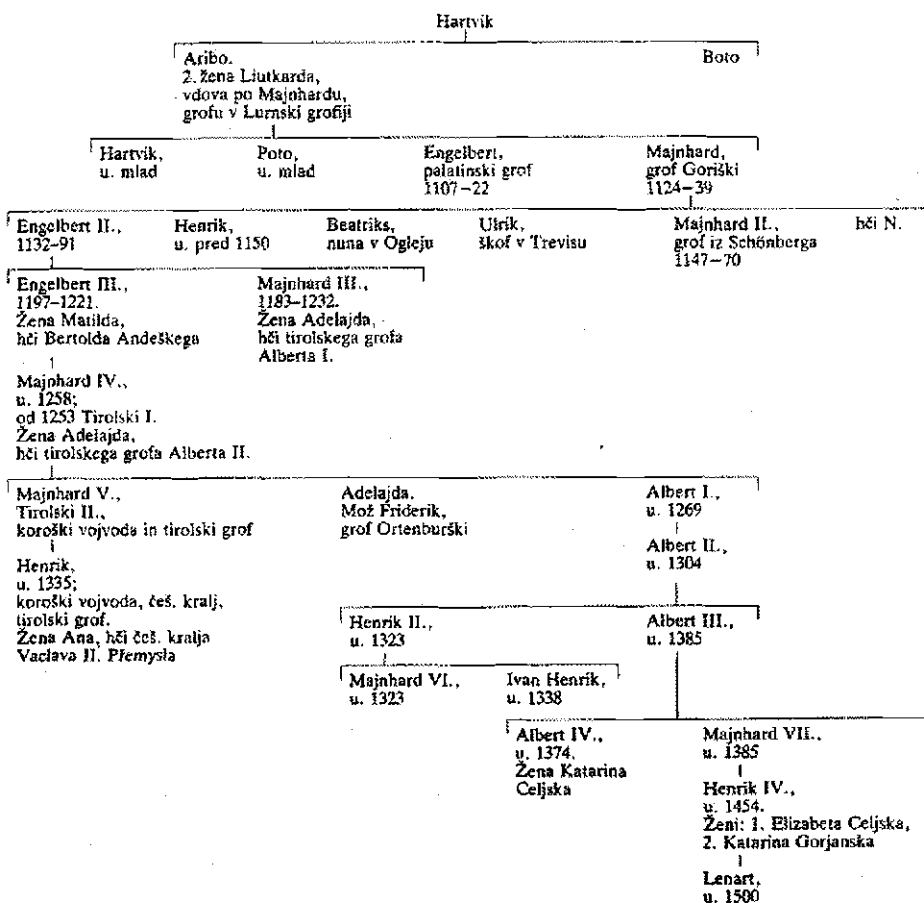 Hartvik
Aribo.
2. žena Liutkarda,
vdova po Majnhardu,
grofu v Lurnski grofiji
Boto
Hartvik,
u. mlad
Poto,
u. mlad
Engelbert,
palatinski grof
1107–22
Majnhard,
grof Goriški
1124–39
Engelbert II.,
1132–91
Henrik,
u. pred 1150
Beatriks,
nuna v Ogleju
Ulrik,
škof v Trevisu
Majnhard II.,
grof iz Schönberga
1147–70
hči N.
Engelbert III.,
1197–1221.
Žena Matilda,
hči Bertolda Andeškega
Majnhard III.,
1183–1232.
Žena Adelajda,
hči tirolskega grofa
Alberta I.
Majnhard IV.,
u. 1258;
od 1253 Tirolski I.
Žena Adelajda,
hči tirolskega grofa Alberta II.
Majnhard V.,
Tirolski II.,
koroški vojvoda in tirolski grof
Adelajda.
Mož Friderik,
grof Ortenburški
Albert I.,
u. 1269
Albert II.,
u. 1304
Henrik,
u. 1335;
koroški vojvoda, češ. kralj,
tirolski grof.
Žena Ana, hči češ. kralja
Vaclava II. Přemysla
Henrik II.,
u. 1323
Albert III.,
u. 1385
Majnhard VI.,
u. 1323
Ivan Henrik,
u. 1338
Albert IV.,
u. 1374.
Žena Katarina
Celjska
Majnhard VII.,
u. 1385
Henrik IV.,
u. 1454.
Ženi: 1. Elizabeta Celjska,
2. Katarina Gorjanska
Lenart,
u. 1500